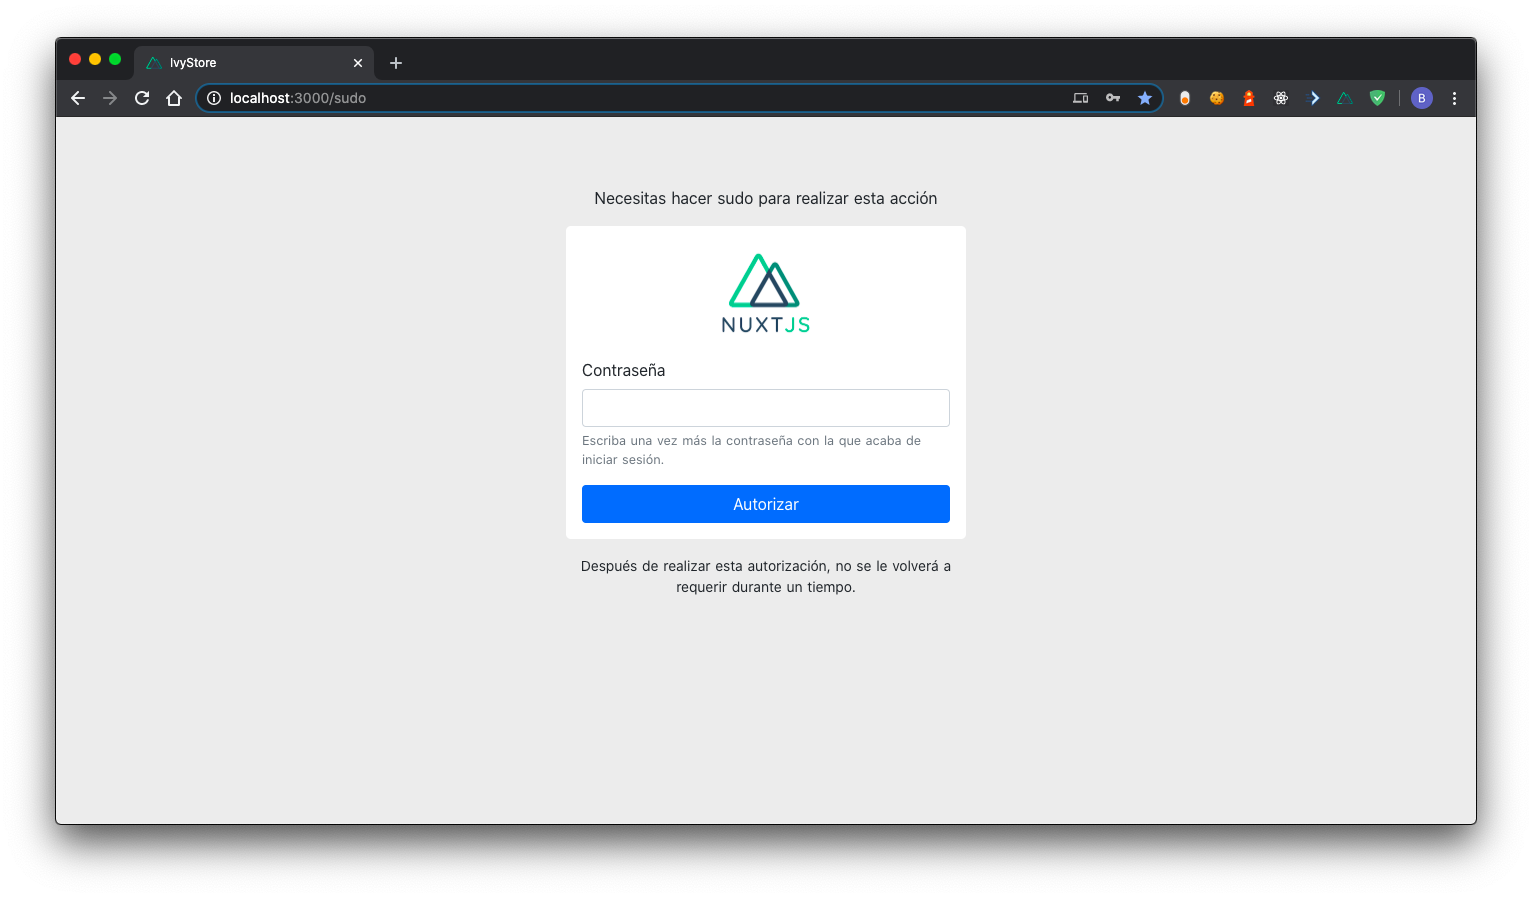 IvyStore
localhost:3000/sudo
B
Necesitas hacer sudo para realizar esta acción
NUXTJS
Contraseña
Escriba una vez más la contraseña con la que acaba de
iniciar sesión.
Autorizar
Después de realizar esta autorización, no se le volverá a
requerir durante un tiempo.